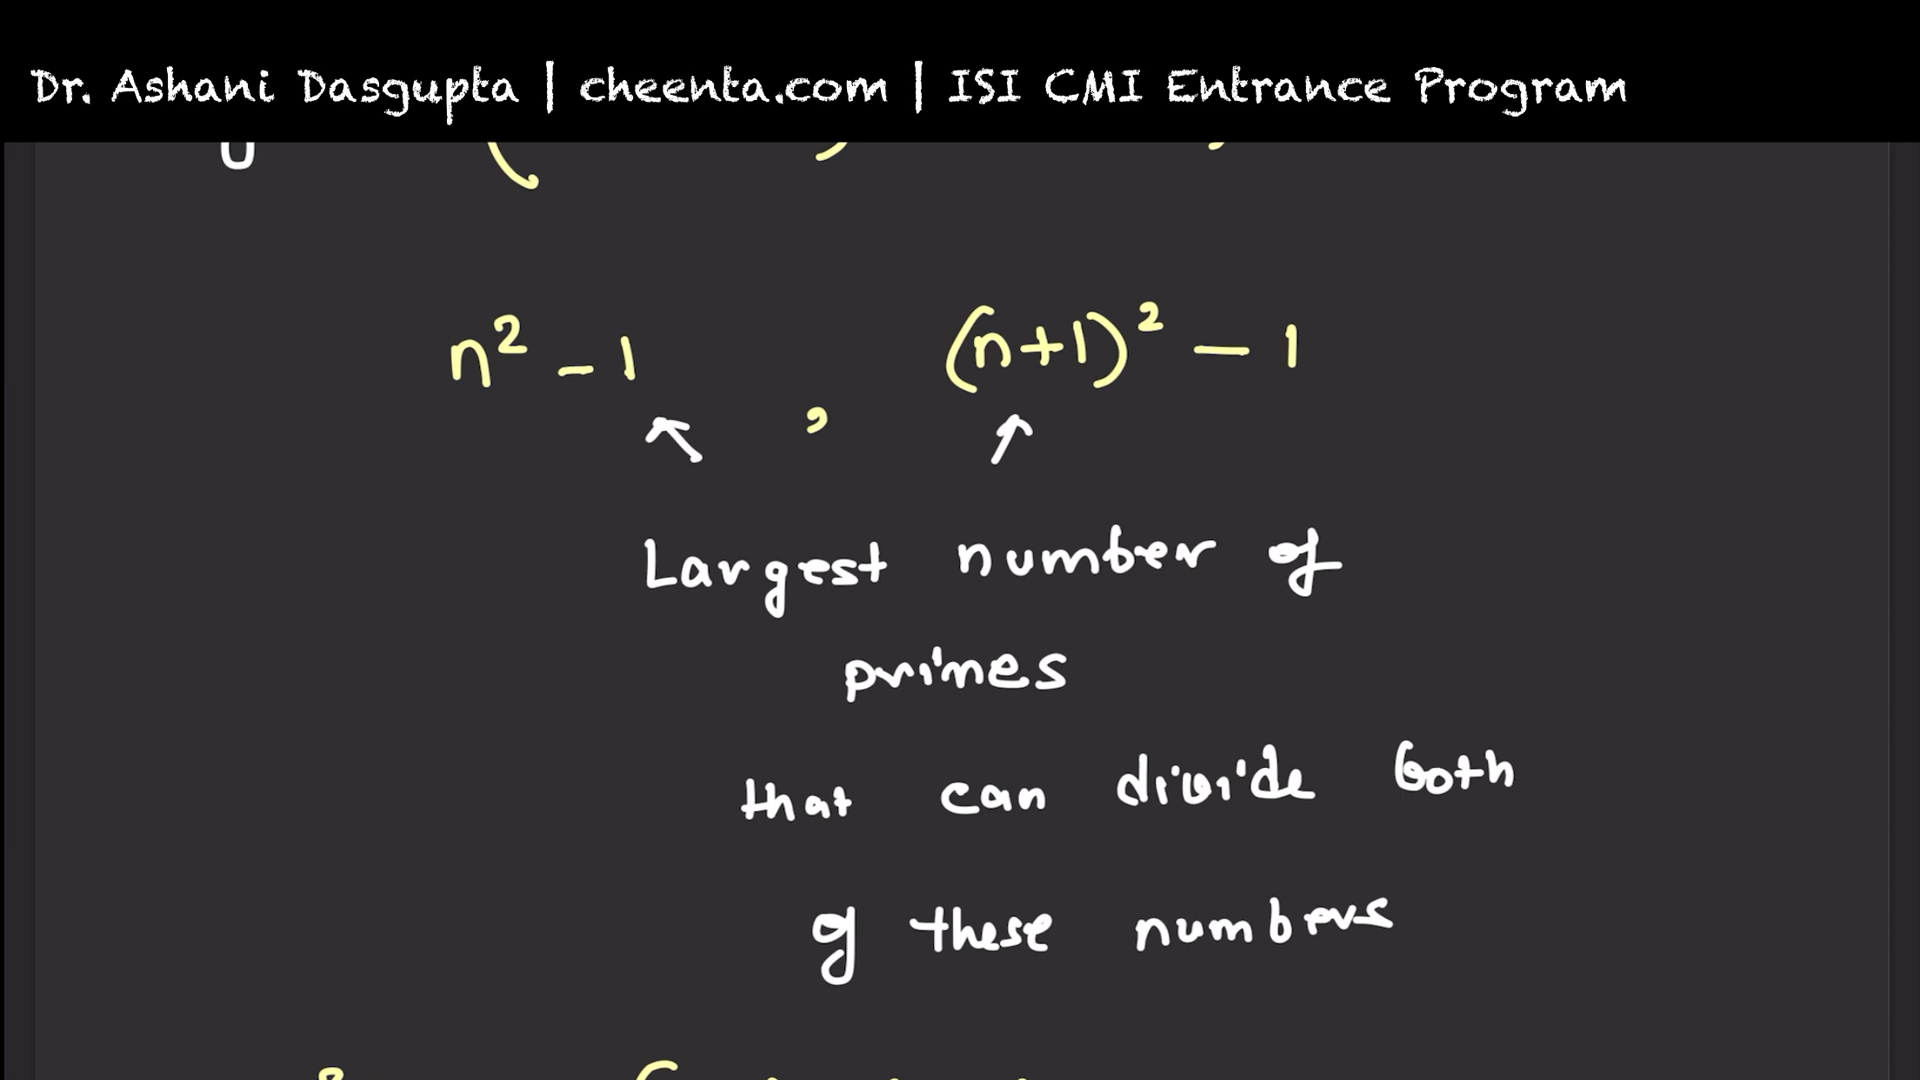 Dr. Ashani Dasgupta | cheenta.com | ISI CMI Entrance Program
n² - 1 , (n+1)² - 1
Largest number of
primes
that can divide both
of these numbers